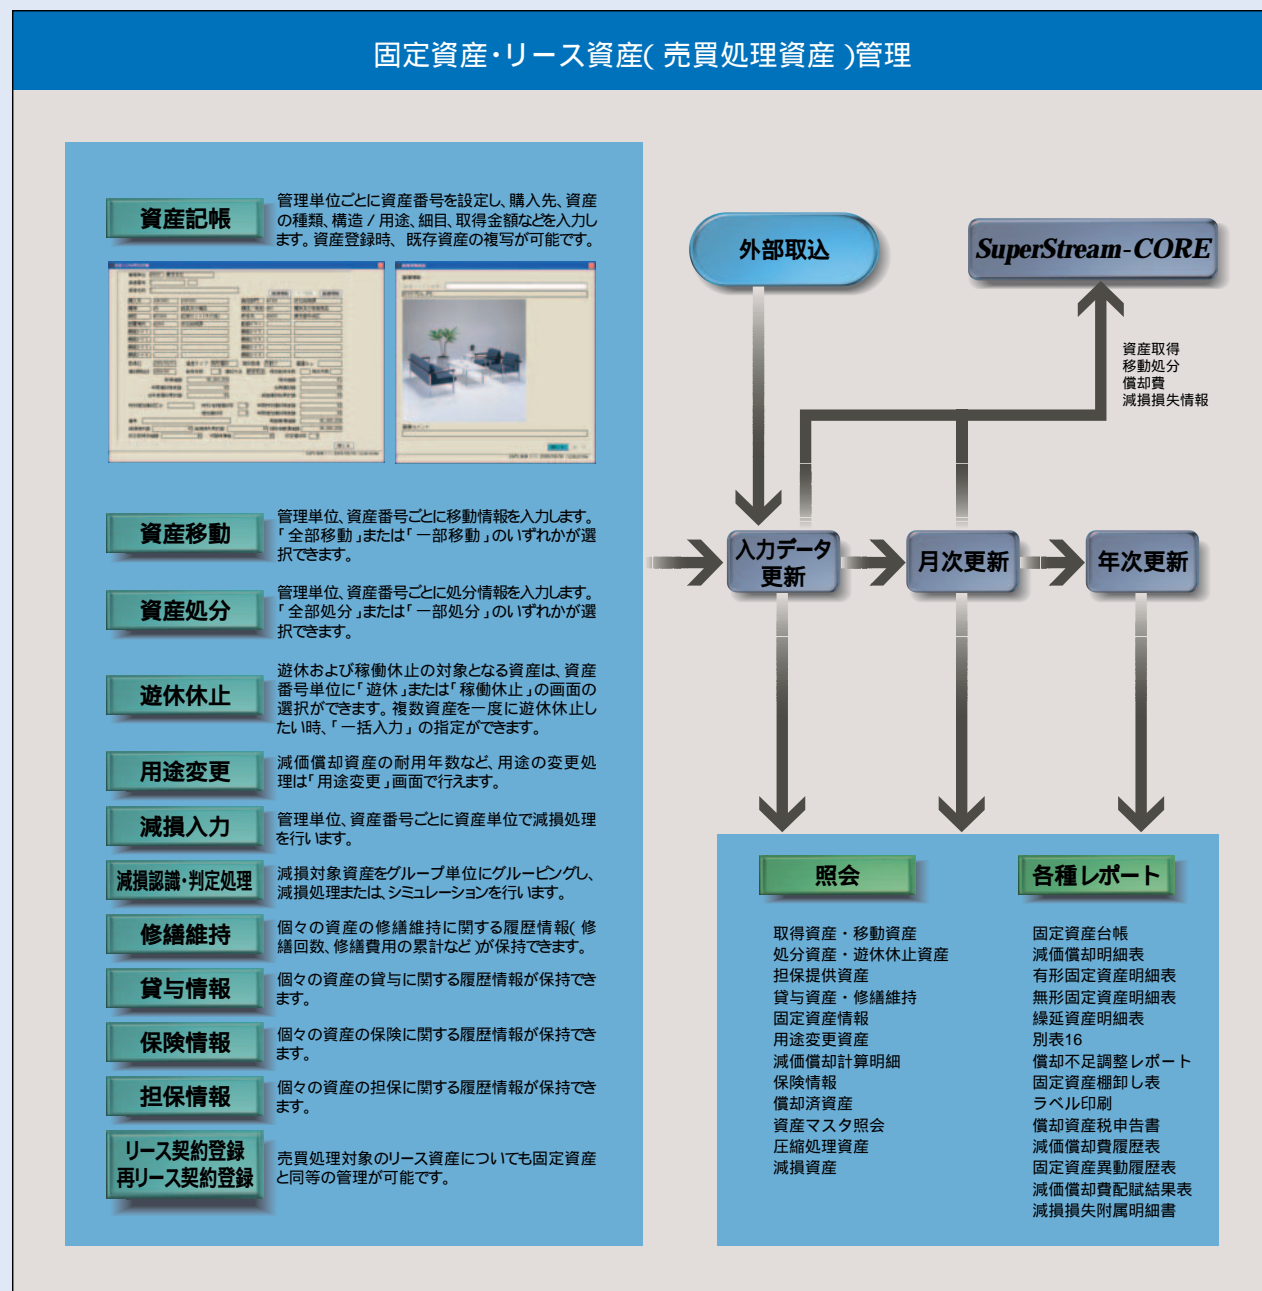 固定資産・リース資産(売買処理資産)管理
資産記帳
管理単位ごとに資産番号を設定し、購入先、資産
の種類、構造/用途、細目、取得金額などを入力し
ます。資産登録時、既存資産の複写が可能です。
資産移動
管理単位、資産番号ごとに移動情報を入力します。
「全部移動」または「一部移動」のいずれかが選
択できます。
資産処分
管理単位、資産番号ごとに処分情報を入力します。
「全部処分」または「一部処分」のいずれかが選
択できます。
遊休休止
遊休および稼働休止の対象となる資産は、資産
番号単位に「遊休」または「稼働休止」の画面の
選択ができます。複数資産を一度に遊休休止し
たい時、「一括入力」の指定ができます。
用途変更
減価償却資産の耐用年数など、用途の変更処
理は「用途変更」画面で行えます。
減損入力
管理単位、資産番号ごとに資産単位で減損処理
を行います。
減損認識・判定処理
減損対象資産をグループ単位にグルーピングし、
減損処理または、シミュレーションを行います。
修繕維持
個々の資産の修繕維持に関する履歴情報(修
繕回数、修繕費用の累計など)が保持できます。
貸与情報
個々の資産の貸与に関する履歴情報が保持でき
ます。
保険情報
個々の資産の保険に関する履歴情報が保持でき
ます。
担保情報
個々の資産の担保に関する履歴情報が保持でき
ます。
リース契約登録
再リース契約登録
売買処理対象のリース資産についても固定資産
と同等の管理が可能です。
外部取込
SuperStream-CORE
資産取得
移動処分
償却費
減損損失情報
入力データ
更新
月次更新
年次更新
照会
取得資産・移動資産
処分資産・遊休休止資産
担保提供資産
貸与資産・修繕維持
固定資産情報
用途変更資産
減価償却計算明細
保険情報
償却済資産
資産マスタ照会
圧縮処理資産
減損資産
各種レポート
固定資産台帳
減価償却明細表
有形固定資産明細表
無形固定資産明細表
繰延資産明細表
別表16
償却不足調整レポート
固定資産棚卸し表
ラベル印刷
償却資産税申告書
減価償却費履歴表
固定資産異動履歴表
減価償却費配賦結果表
減損損失附属明細書